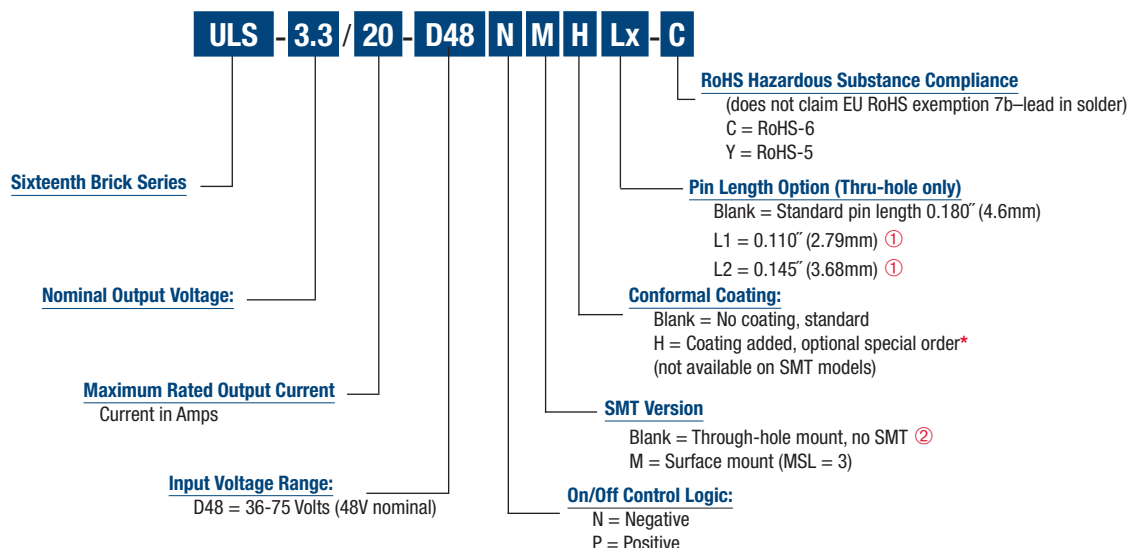 ULS - 3.3 / 20 - D48 N M H Lx - C
RoHS Hazardous Substance Compliance
(does not claim EU RoHS exemption 7b–lead in solder)
C = RoHS-6
Y = RoHS-5
Sixteenth Brick Series
Pin Length Option (Thru-hole only)
Blank = Standard pin length 0.180˝ (4.6mm)
L1 = 0.110˝ (2.79mm) ①
L2 = 0.145˝ (3.68mm) ①
Nominal Output Voltage:
Conformal Coating:
Blank = No coating, standard
H = Coating added, optional special order*
(not available on SMT models)
Maximum Rated Output Current
Current in Amps
SMT Version
Blank = Through-hole mount, no SMT ②
M = Surface mount (MSL = 3)
Input Voltage Range:
D48 = 36-75 Volts (48V nominal)
On/Off Control Logic:
N = Negative
P = Positive